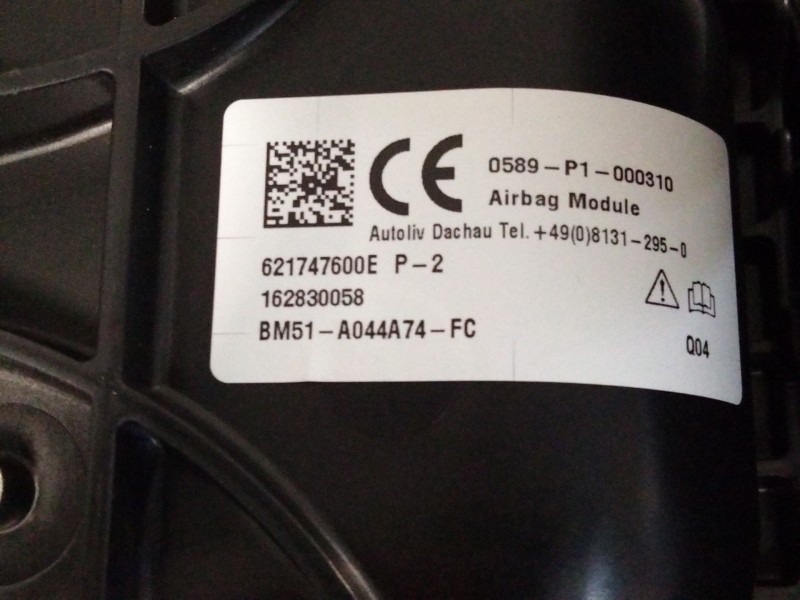 CE 0589-P1-000310
Airbag Module
Autoliv Dachau Tel.+49(0)8131-295-0
621747600E P-2
162830058
BM51-A044A74-FC
Q04